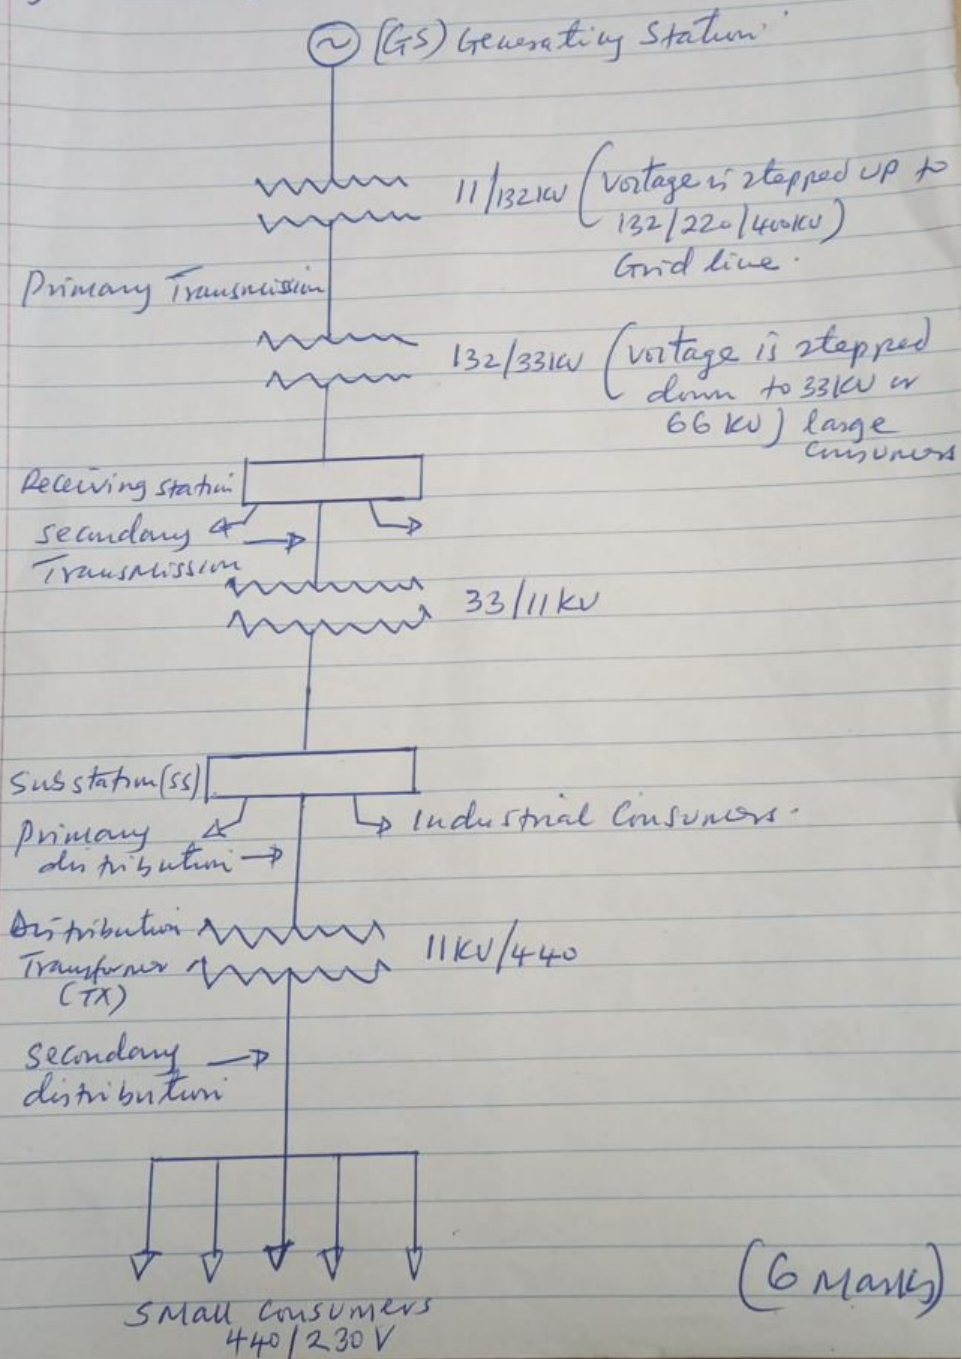 (GS) Generating Station
11/132KV (Voltage is stepped up to
132/220/400KV)
Grid line.
Primary Transmission
132/33KV (Voltage is stepped
down to 33KV or
66KV) large
Consumers
Receiving station
Secondary
Transmission
33/11KV
Substation (SS)
Industrial Consumers.
Primary
distribution
Distribution
Transformer
(TX)
11KV/440
Secondary
distribution
Small Consumers
440/230V
(6 Marks)